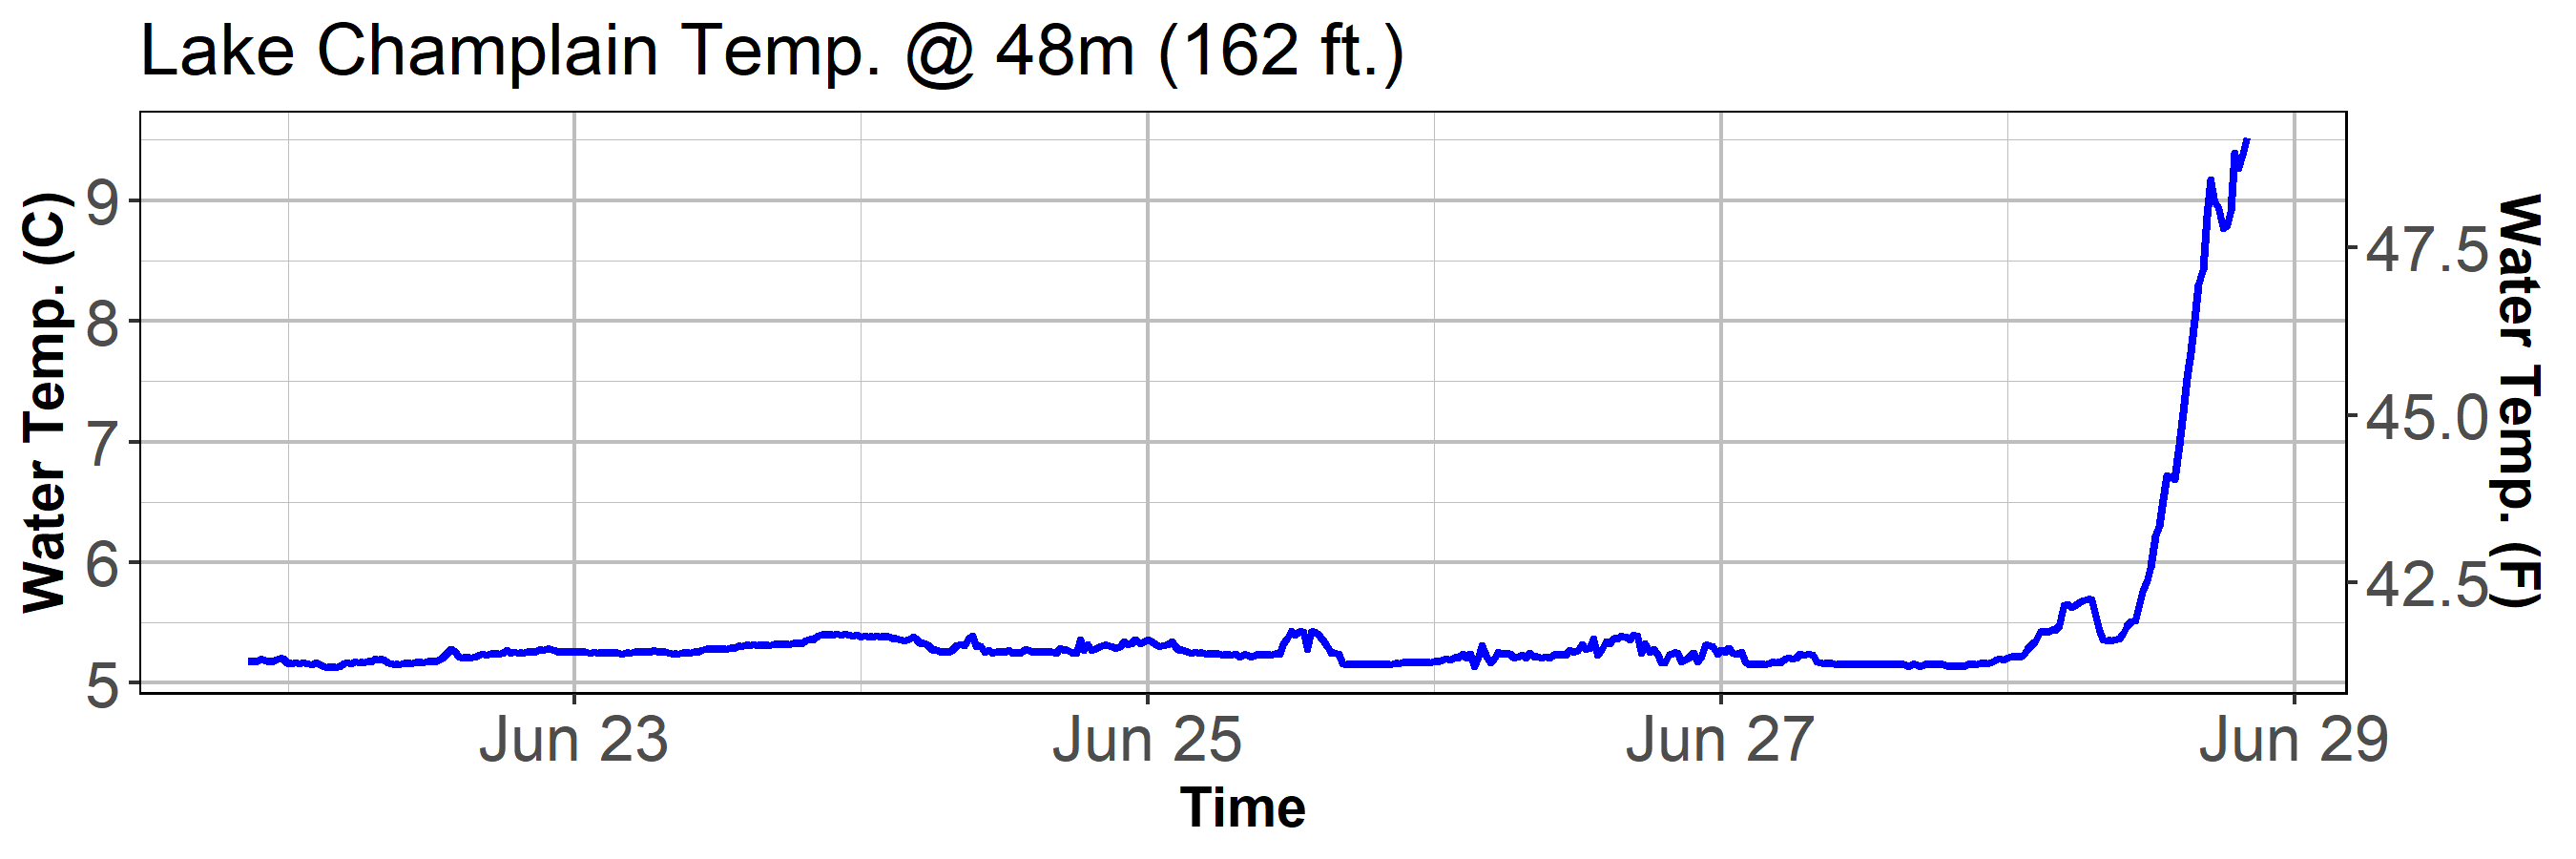 Lake Champlain Temp. @ 48m (162 ft.)
Water Temp. (C)
9
8
7
6
5
47.5
45.0
42.5
Water Temp. (F)
Jun 23 Jun 25 Jun 27 Jun 29
Time